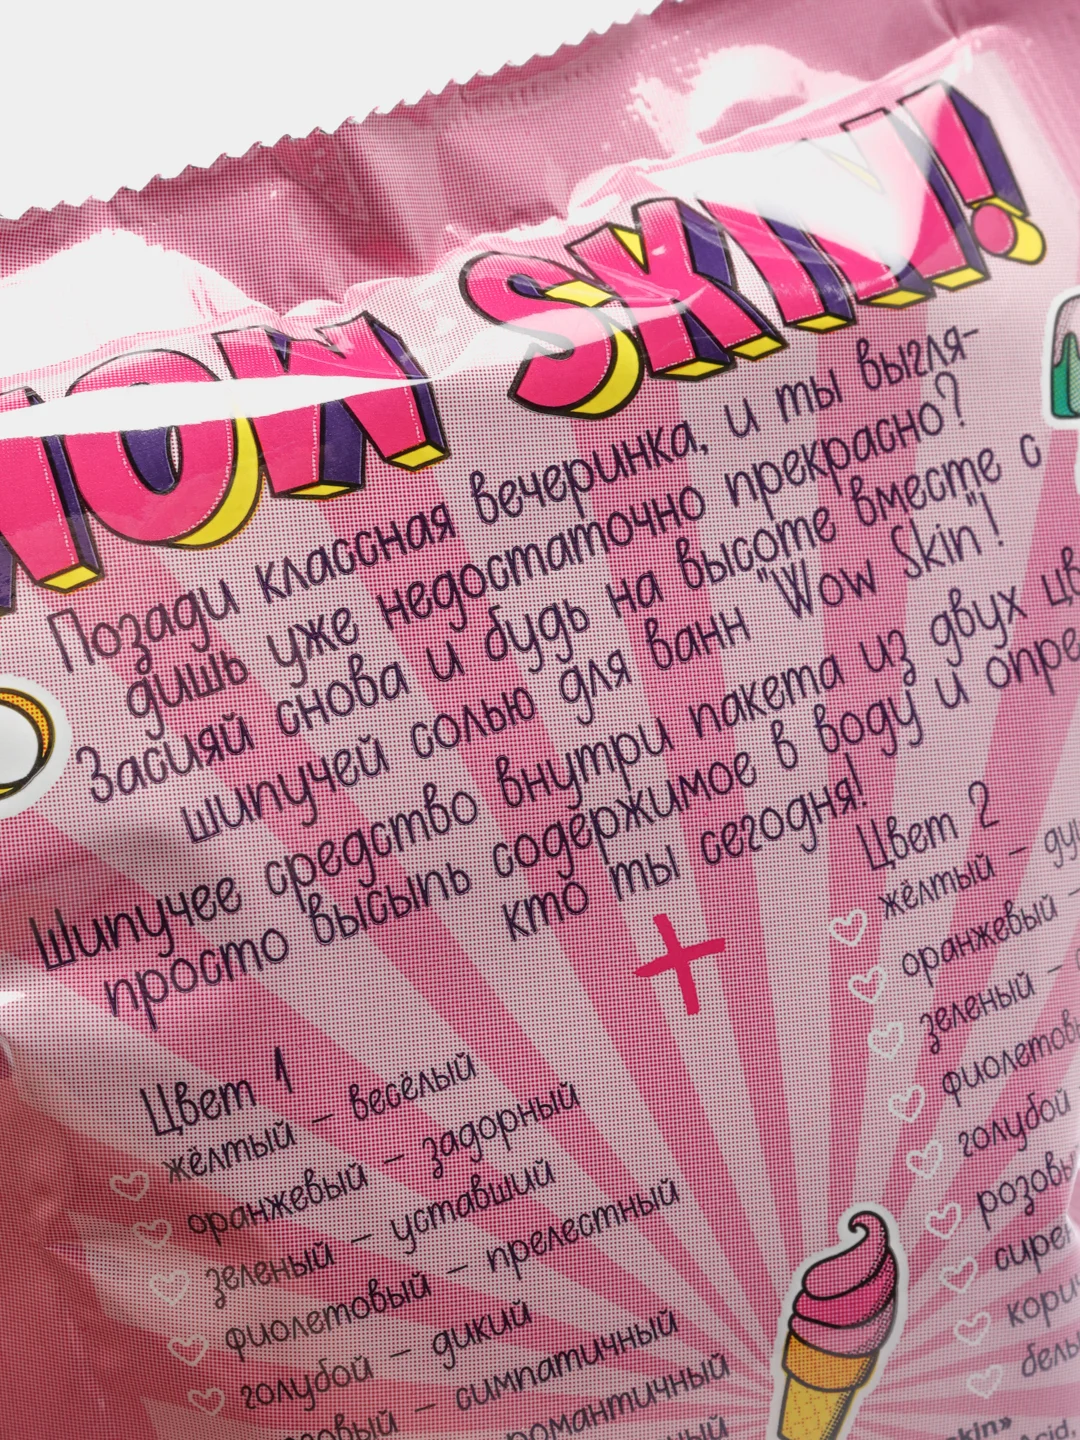 WOW SKIN!
Позади классная вечеринка, и ты выгля-
дишь уже недостаточно прекрасно?
Засияй снова и будь на высоте вместе с
шипучей солью для ванн "Wow Skin"!
Шипучее средство внутри пакета из двух цв
просто высыпь содержимое в воду и опре
кто ты сегодня!
+
Цвет 1
жёлтый – весёлый
оранжевый – задорный
зеленый – уставший
фиолетовый – прелестный
голубой – дикий
– симпатичный
романтичный
Цвет 2
жёлтый –
оранжевый –
зеленый –
фиолетов
голубой
розовы
сире
кори
белы
Acid,